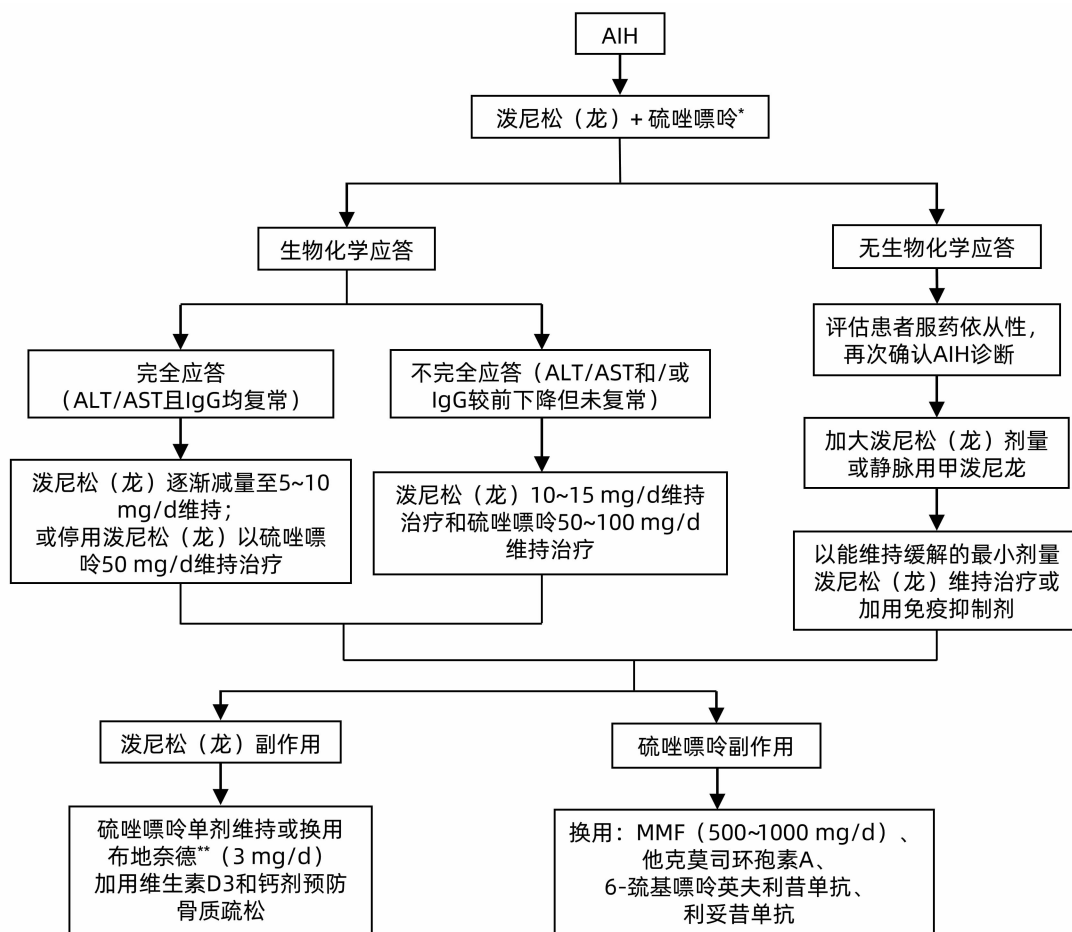 AIH
泼尼松（龙）+ 硫唑嘌呤*
生物化学应答
无生物化学应答
完全应答
（ALT/AST且IgG均复常）
不完全应答（ALT/AST和/或
IgG较前下降但未复常）
评估患者服药依从性，
再次确认AIH诊断
泼尼松（龙）逐渐减量至5~10
mg/d维持；
或停用泼尼松（龙）以硫唑嘌
呤50 mg/d维持治疗
泼尼松（龙）10~15 mg/d维持
治疗和硫唑嘌呤50~100 mg/d
维持治疗
加大泼尼松（龙）剂量
或静脉用甲泼尼龙
以能维持缓解的最小剂量
泼尼松（龙）维持治疗或
加用免疫抑制剂
泼尼松（龙）副作用
硫唑嘌呤副作用
硫唑嘌呤单剂维持或换用
布地奈德**（3 mg/d）
加用维生素D3和钙剂预防
骨质疏松
换用：MMF（500~1000 mg/d）、
他克莫司环孢素A、
6-巯基嘌呤英夫利昔单抗、
利妥昔单抗